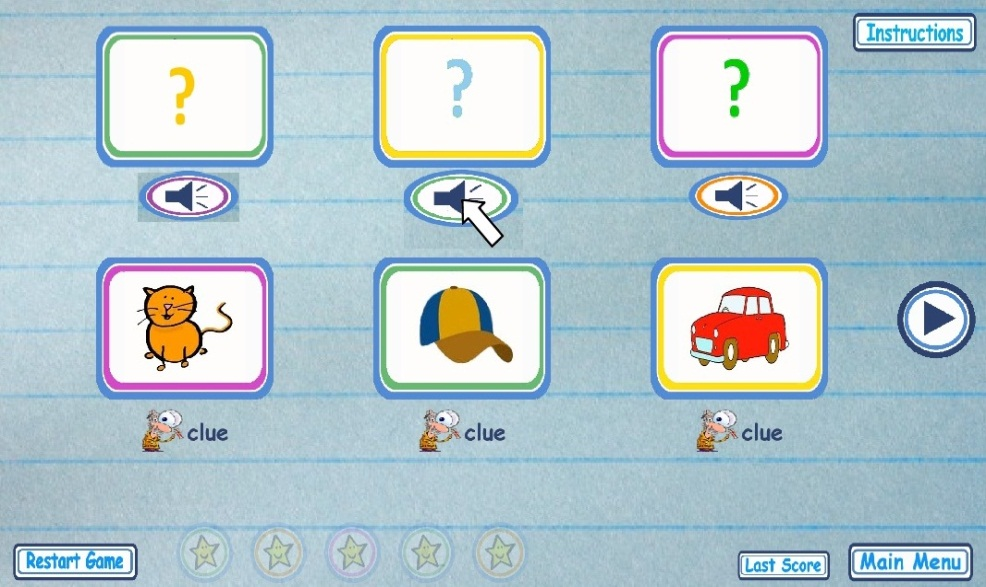 Instructions
? ? ?
clue clue clue
Restart Game
Last Score
Main Menu